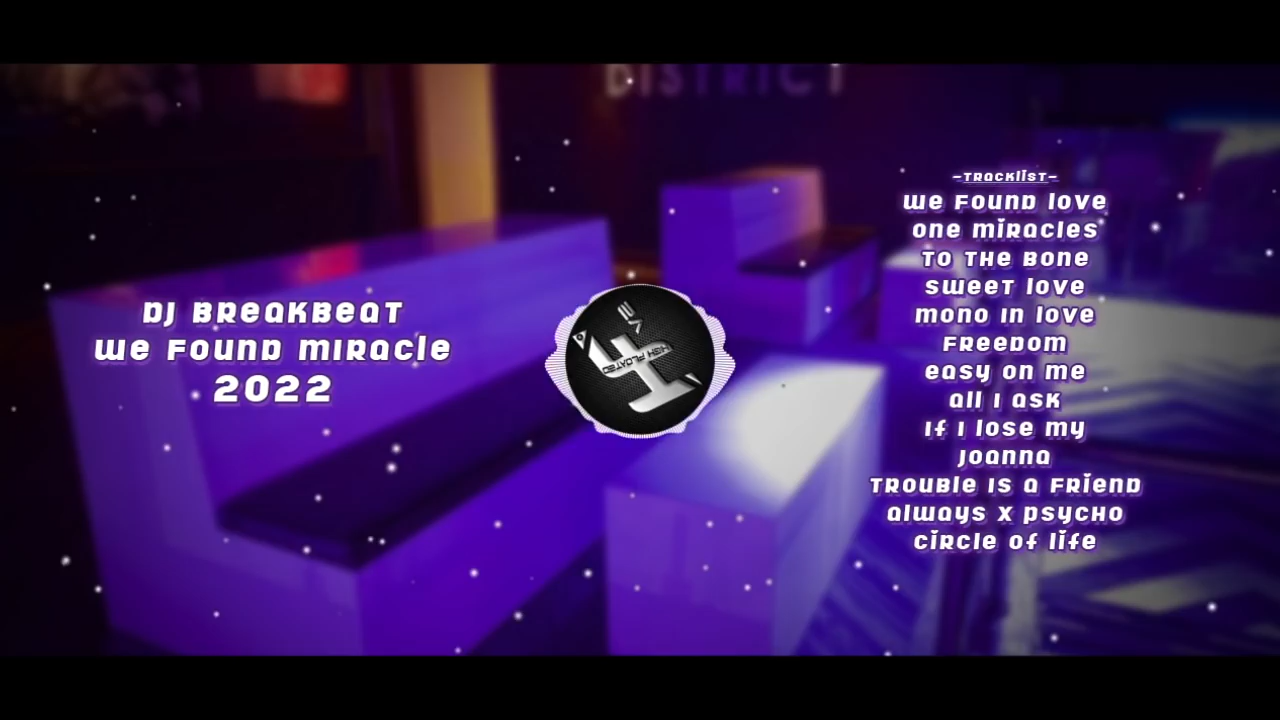 DISTRICT
DJ BREAKBEAT
WE FOUND MIRACLE
2022
HIGH FLOATED
-TRACKLIST-
WE FOUND LOVE
ONE MIRACLES
TO THE BONE
SWEET LOVE
MONO IN LOVE
FREEDOM
EASY ON ME
ALL I ASK
IF I LOSE MY
JOANNA
TROUBLE IS A FRIEND
ALWAYS X PSYCHO
CIRCLE OF LIFE